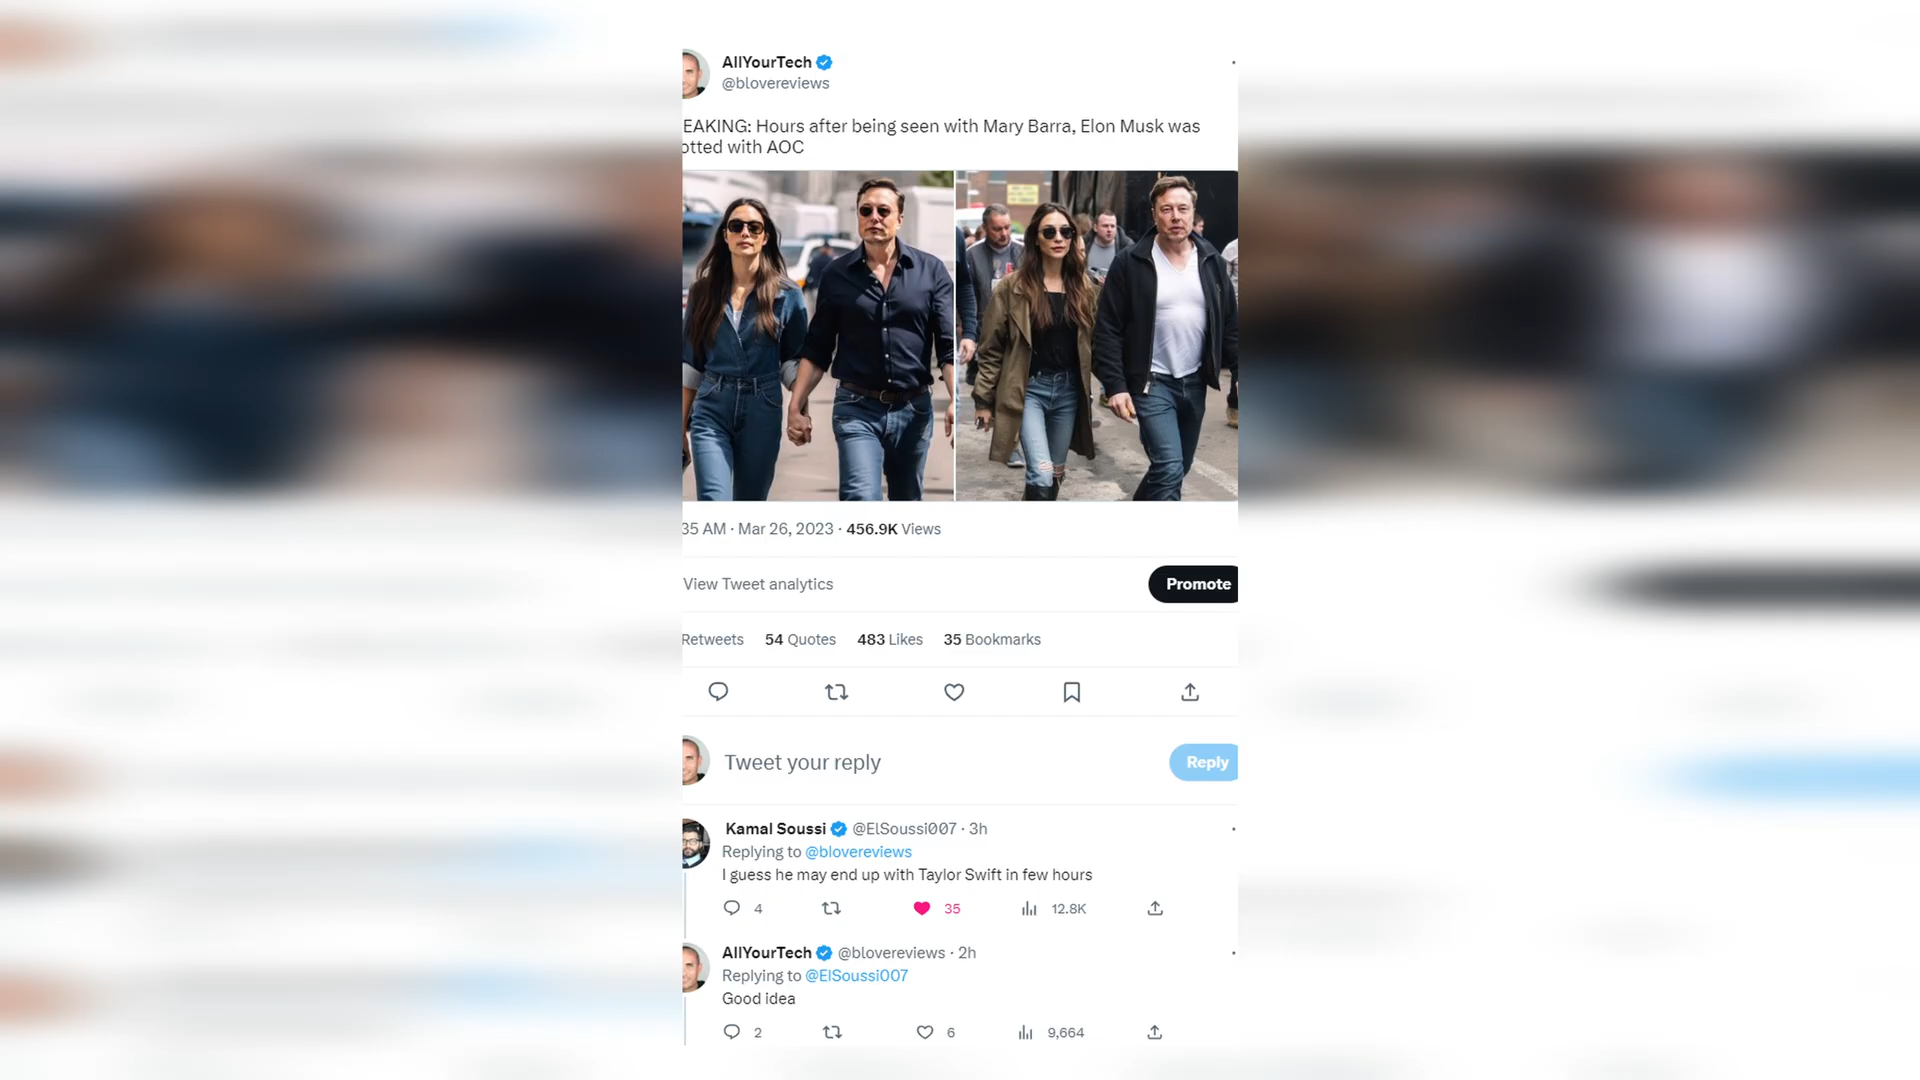 AllYourTech
@blovereviews
EAKING: Hours after being seen with Mary Barra, Elon Musk was
otted with AOC
35 AM · Mar 26, 2023 · 456.9K Views
View Tweet analytics
Promote
Retweets 54 Quotes 483 Likes 35 Bookmarks
Tweet your reply
Reply
Kamal Soussi @ElSoussi007 · 3h
Replying to @blovereviews
I guess he may end up with Taylor Swift in few hours
4 35 12.8K
AllYourTech @blovereviews · 2h
Replying to @ElSoussi007
Good idea
2 6 9,664